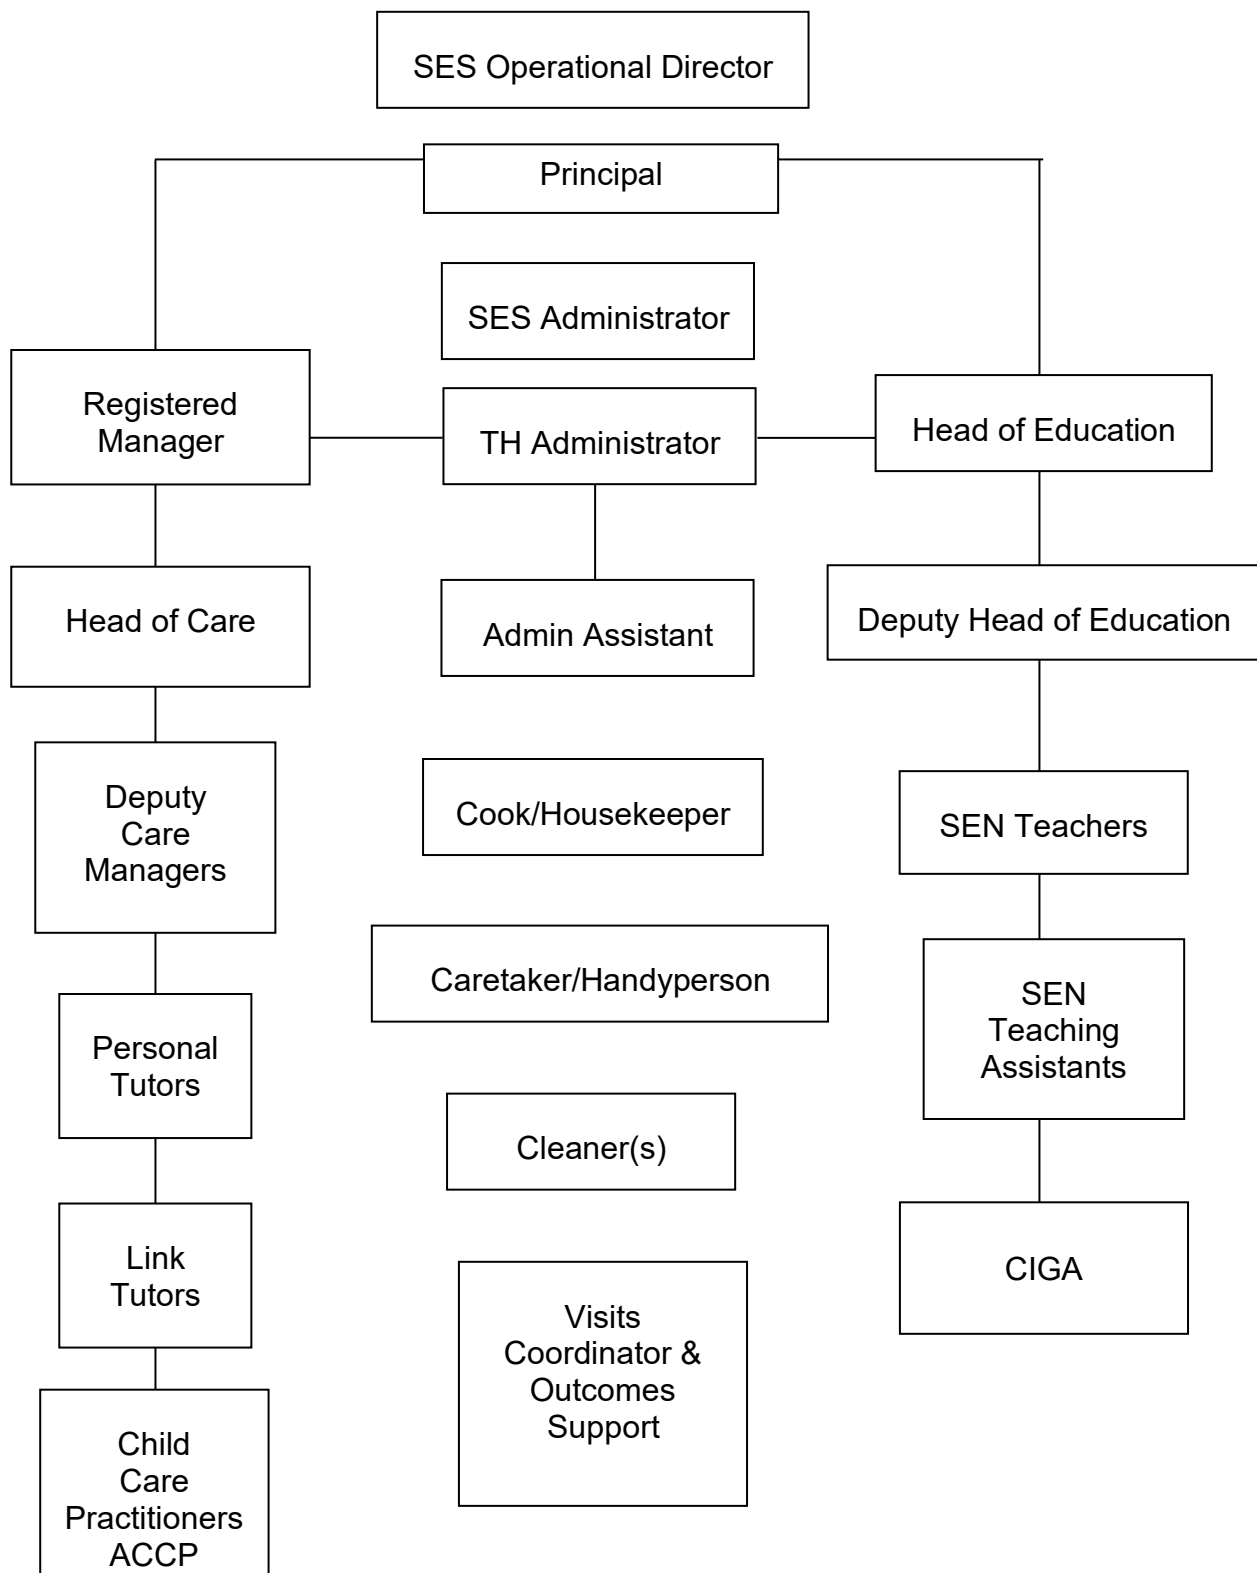 SES Operational Director
Principal
SES Administrator
Registered
Manager
TH Administrator
Head of Education
Head of Care
Admin Assistant
Deputy Head of Education
Deputy
Care
Managers
Cook/Housekeeper
SEN Teachers
Personal
Tutors
Caretaker/Handyperson
SEN
Teaching
Assistants
Link
Tutors
Cleaner(s)
CIGA
Child
Care
Practitioners
ACCP
Visits
Coordinator &
Outcomes
Support